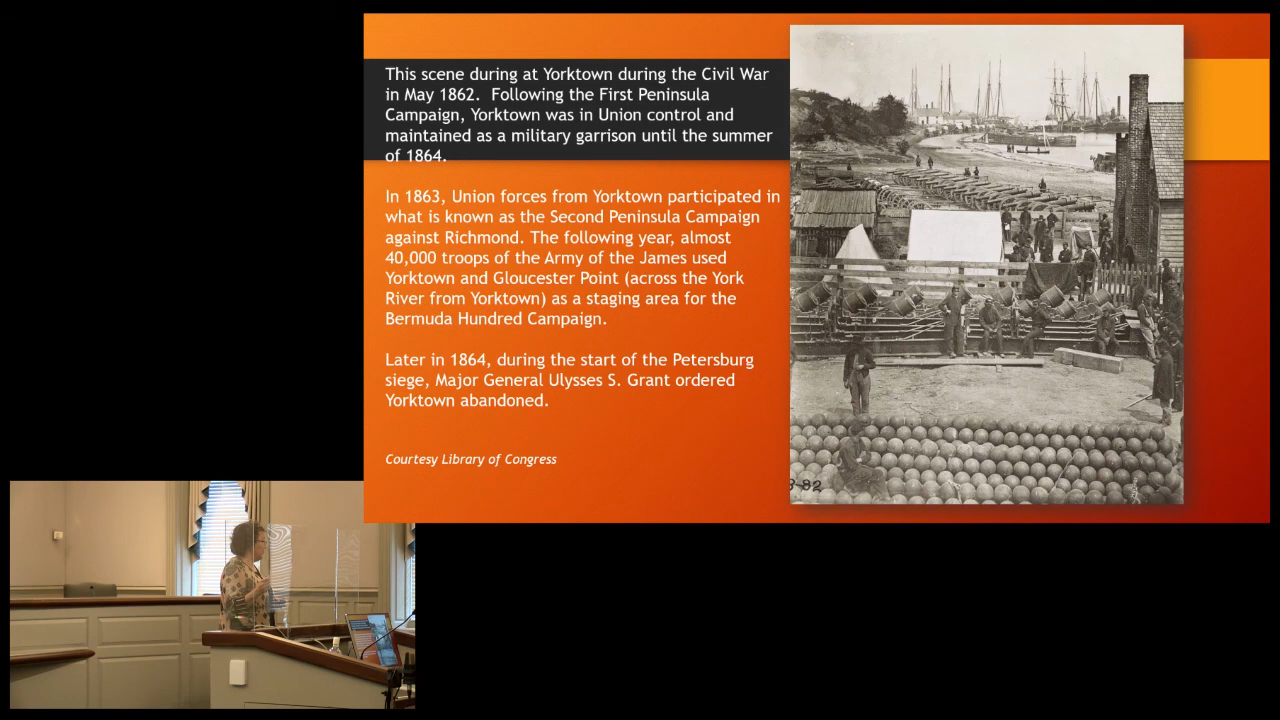 This scene during at Yorktown during the Civil War
in May 1862.  Following the First Peninsula
Campaign, Yorktown was in Union control and
maintained as a military garrison until the summer
of 1864.
In 1863, Union forces from Yorktown participated in
what is known as the Second Peninsula Campaign
against Richmond. The following year, almost
40,000 troops of the Army of the James used
Yorktown and Gloucester Point (across the York
River from Yorktown) as a staging area for the
Bermuda Hundred Campaign.
Later in 1864, during the start of the Petersburg
siege, Major General Ulysses S. Grant ordered
Yorktown abandoned.
Courtesy Library of Congress